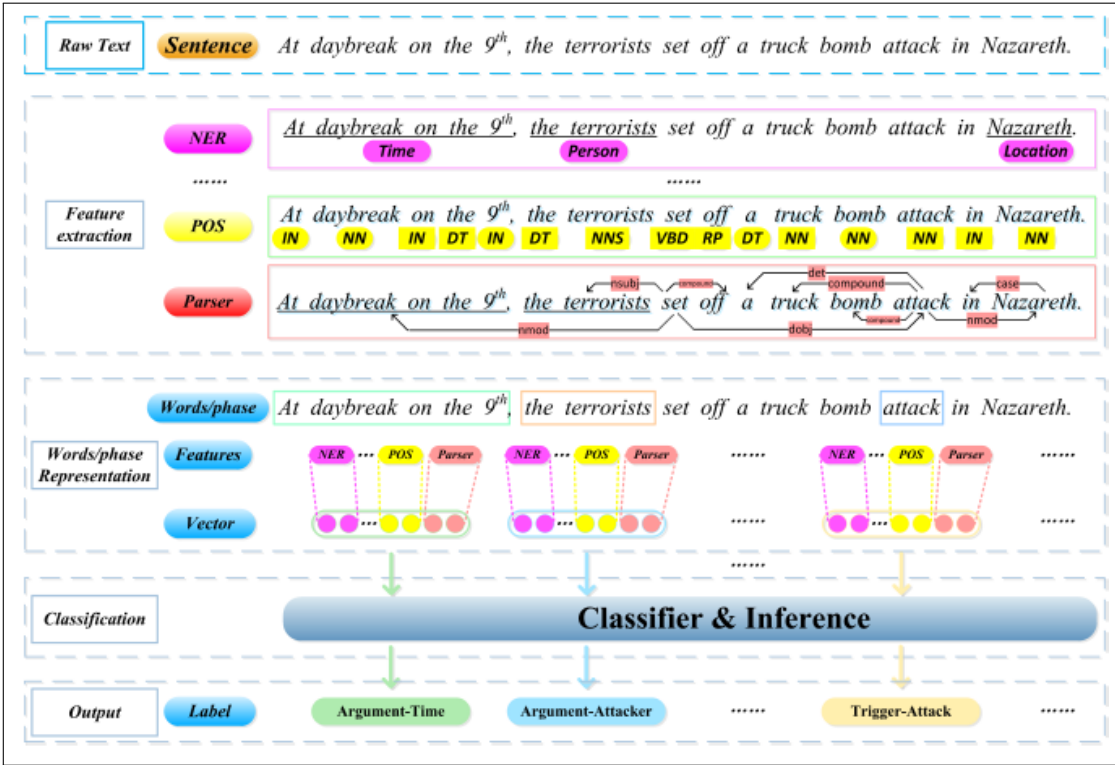 Raw Text Sentence At daybreak on the 9th, the terrorists set off a truck bomb attack in Nazareth.
NER At daybreak on the 9th, the terrorists set off a truck bomb attack in Nazareth.
Time Person Location
...... ......
Feature extraction
POS At daybreak on the 9th, the terrorists set off a truck bomb attack in Nazareth.
IN NN IN DT IN DT NNS VBD RP DT NN NN NN IN NN
det
nsubj compound compound case
Parser At daybreak on the 9th, the terrorists set off a truck bomb attack in Nazareth.
nmod dobj compound nmod
Words/phase At daybreak on the 9th, the terrorists set off a truck bomb attack in Nazareth.
Words/phase Representation
Features NER ... POS Parser NER ... POS Parser ...... NER ... POS Parser ......
Vector ... ... ...... ... ......
......
Classification Classifier & Inference
Output Label Argument-Time Argument-Attacker ...... Trigger-Attack ......